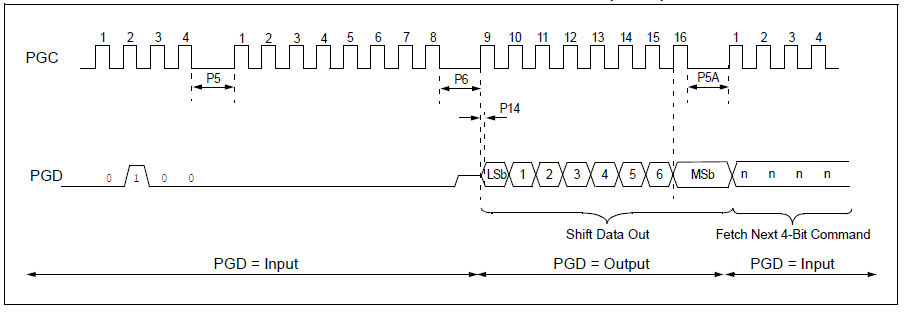 1 2 3 4 1 2 3 4 5 6 7 8 9 10 11 12 13 14 15 16 1 2 3 4
PGC
P5 P6 P5A
P14
PGD 0 1 0 0 LSb 1 2 3 4 5 6 MSb n n n n
Shift Data Out Fetch Next 4-Bit Command
PGD = Input PGD = Output PGD = Input